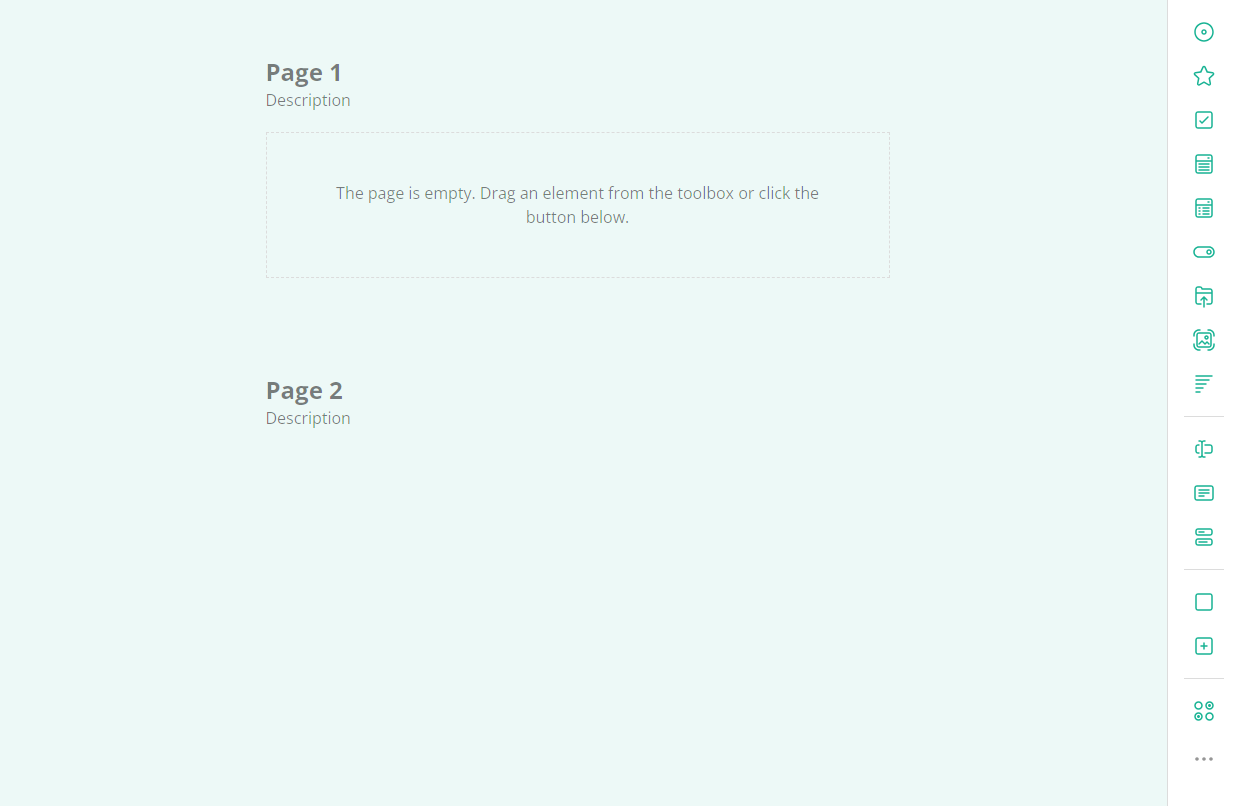 Page 1
Description
The page is empty. Drag an element from the toolbox or click the
button below.
Page 2
Description